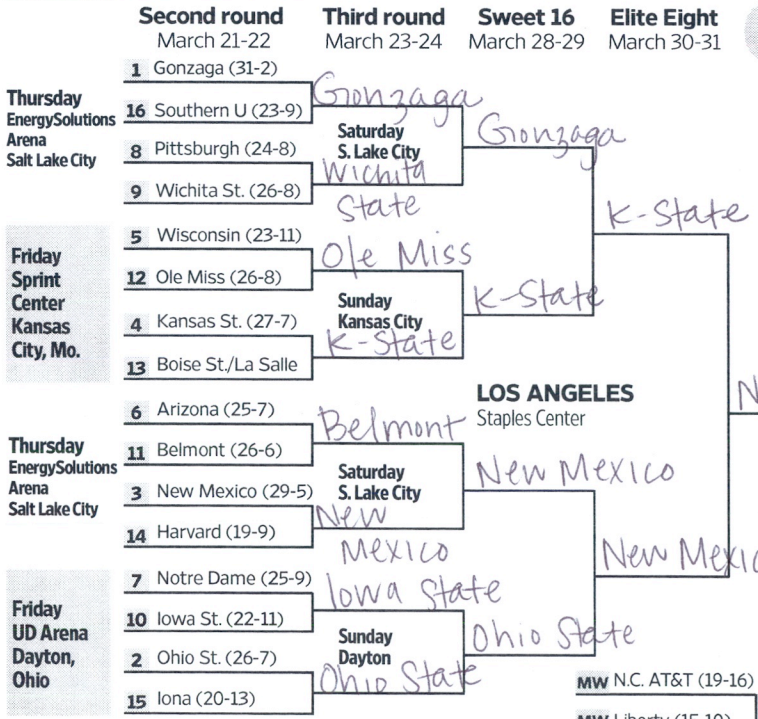 Second round Third round Sweet 16 Elite Eight
March 21-22 March 23-24 March 28-29 March 30-31
1 Gonzaga (31-2)
Thursday
EnergySolutions
Arena
Salt Lake City
16 Southern U (23-9)
Gonzaga
8 Pittsburgh (24-8)
Saturday
S. Lake City
Gonzaga
9 Wichita St. (26-8)
Wichita
State
K-State
5 Wisconsin (23-11)
Friday
Sprint
Center
Kansas
City, Mo.
Ole Miss
12 Ole Miss (26-8)
Sunday
Kansas City
K-State
4 Kansas St. (27-7)
K-State
13 Boise St./La Salle
LOS ANGELES
Staples Center
N
6 Arizona (25-7)
Belmont
Thursday
EnergySolutions
Arena
Salt Lake City
11 Belmont (26-6)
Saturday
S. Lake City
New Mexico
3 New Mexico (29-5)
New
Mexico
14 Harvard (19-9)
New Mexic
7 Notre Dame (25-9)
Iowa State
Friday
UD Arena
Dayton,
Ohio
10 Iowa St. (22-11)
Sunday
Dayton
Ohio State
2 Ohio St. (26-7)
Ohio State
15 Iona (20-13)
MW N.C. AT&T (19-16)
MW Liberty (15-10)